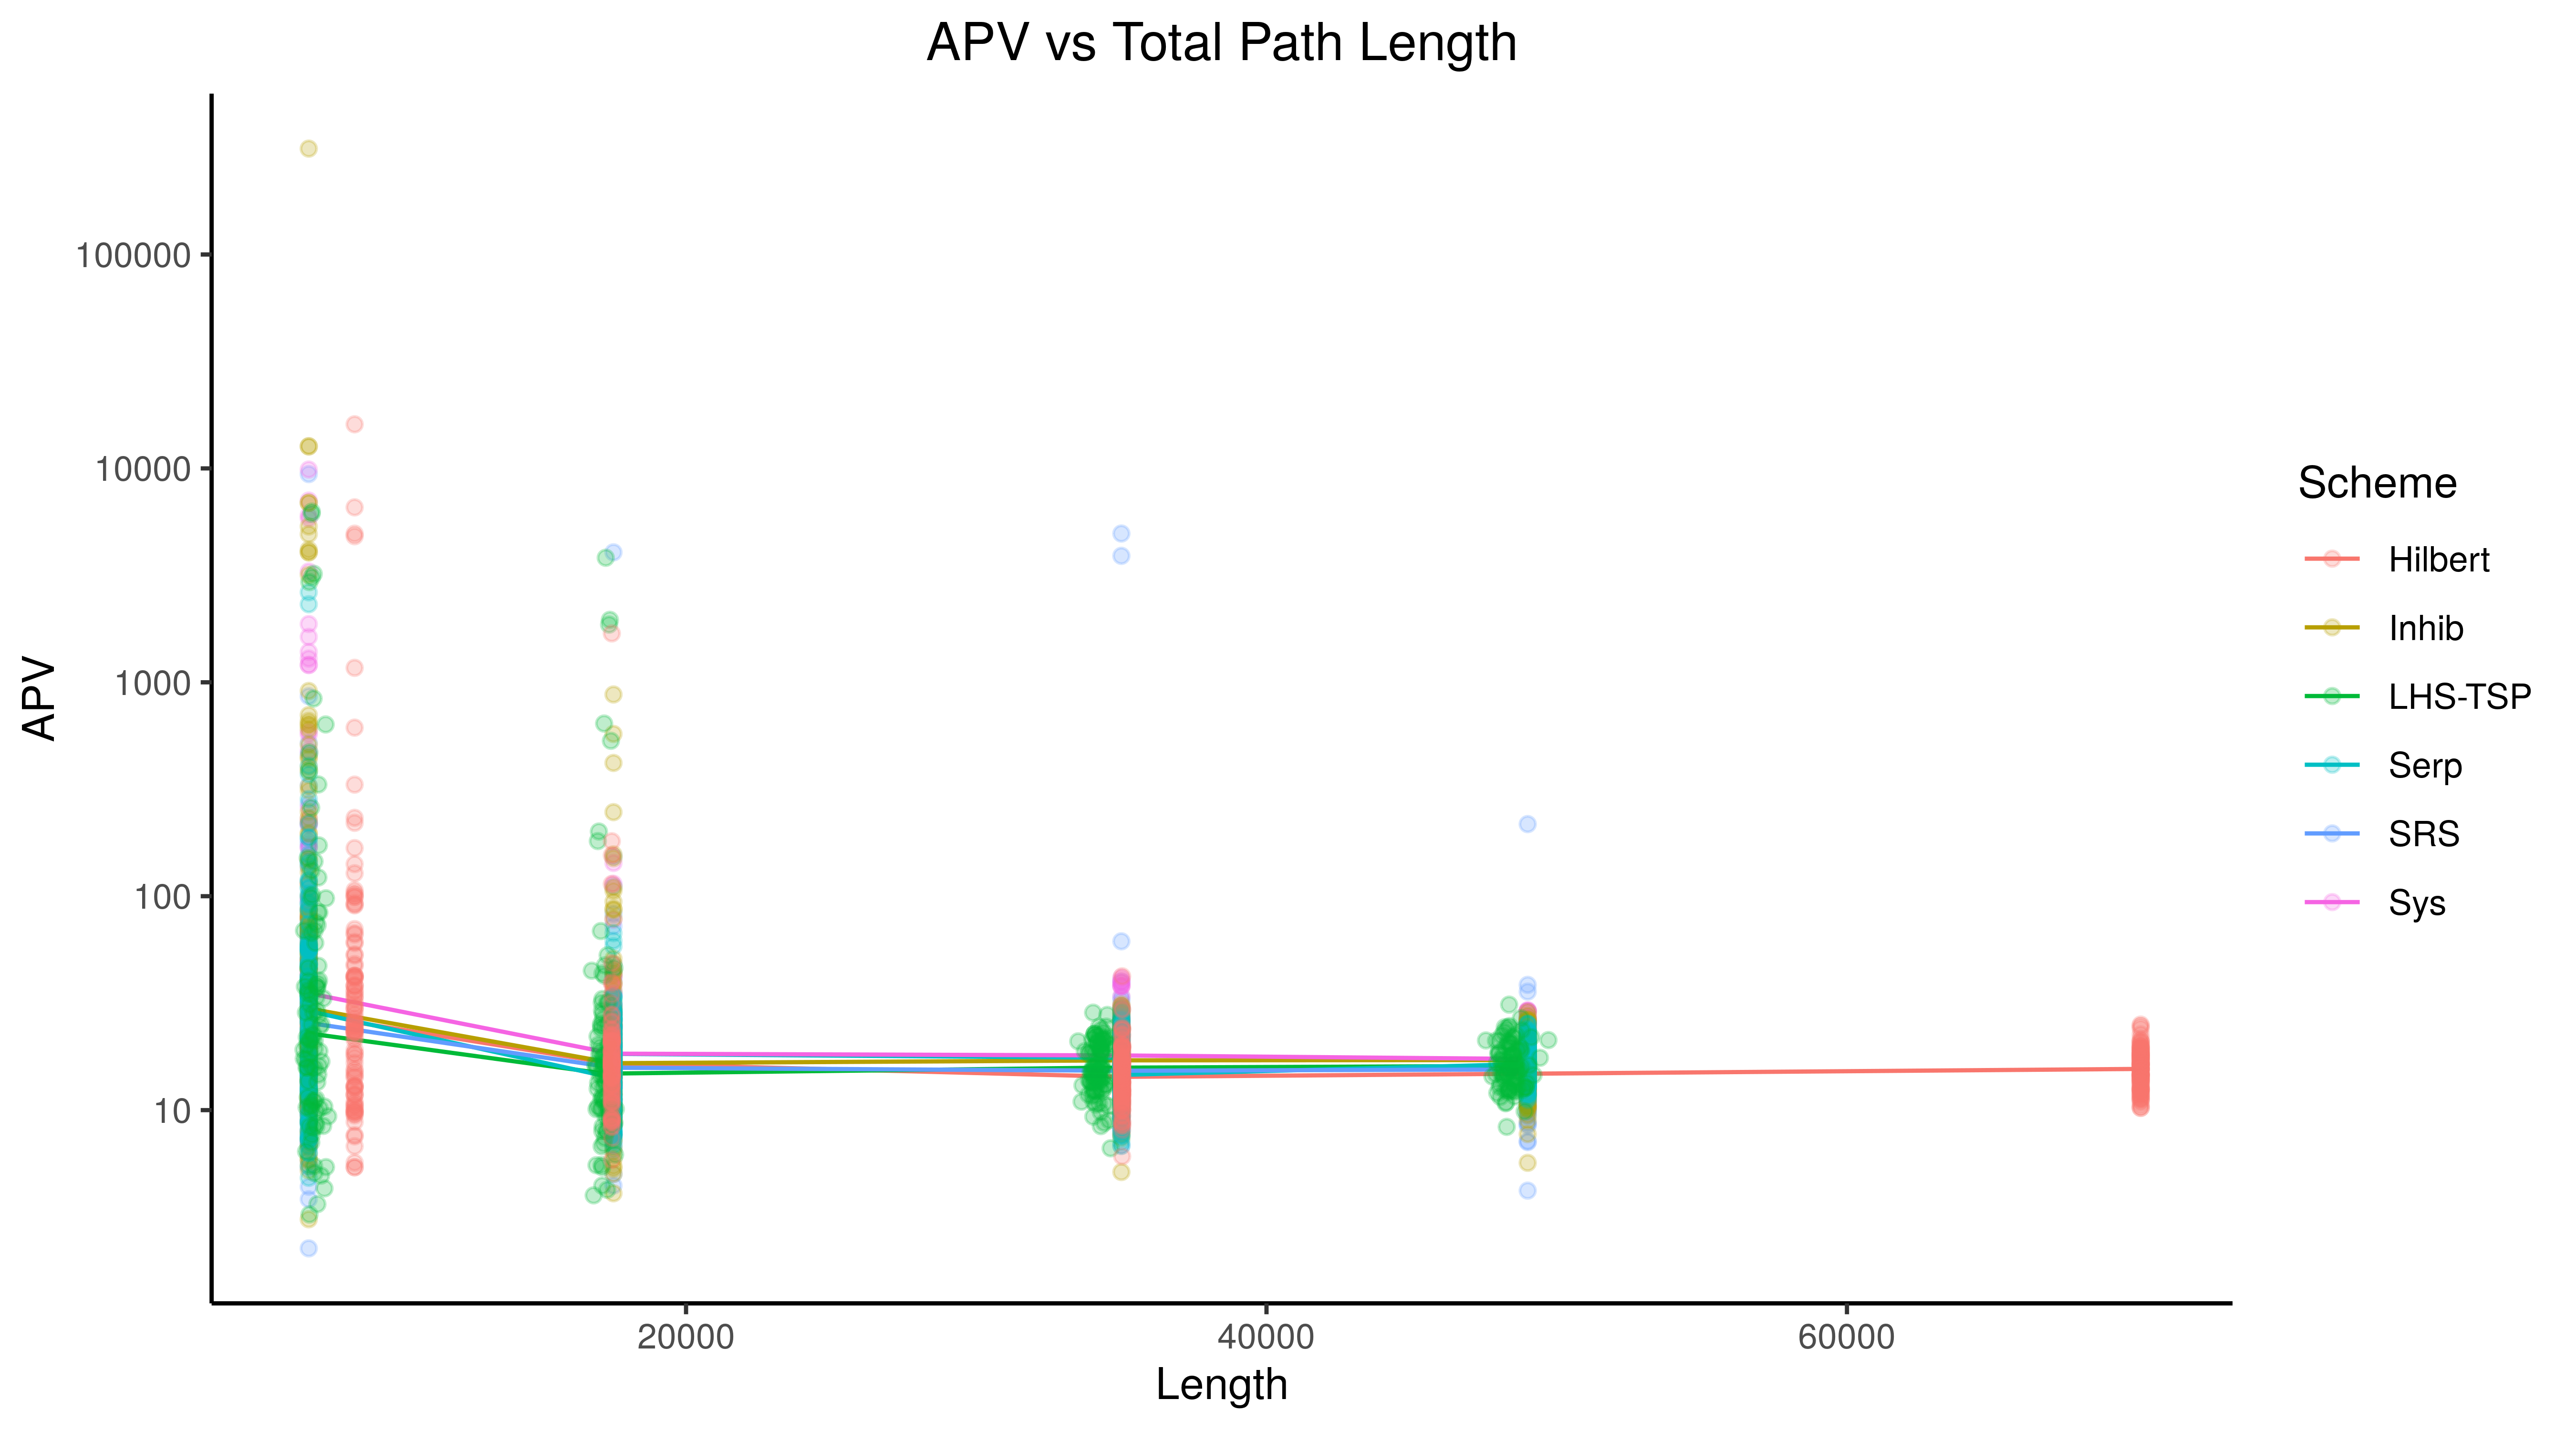 APV vs Total Path Length
APV
100000
10000
1000
100
10
20000
40000
60000
Length
Scheme
Hilbert
Inhib
LHS-TSP
Serp
SRS
Sys